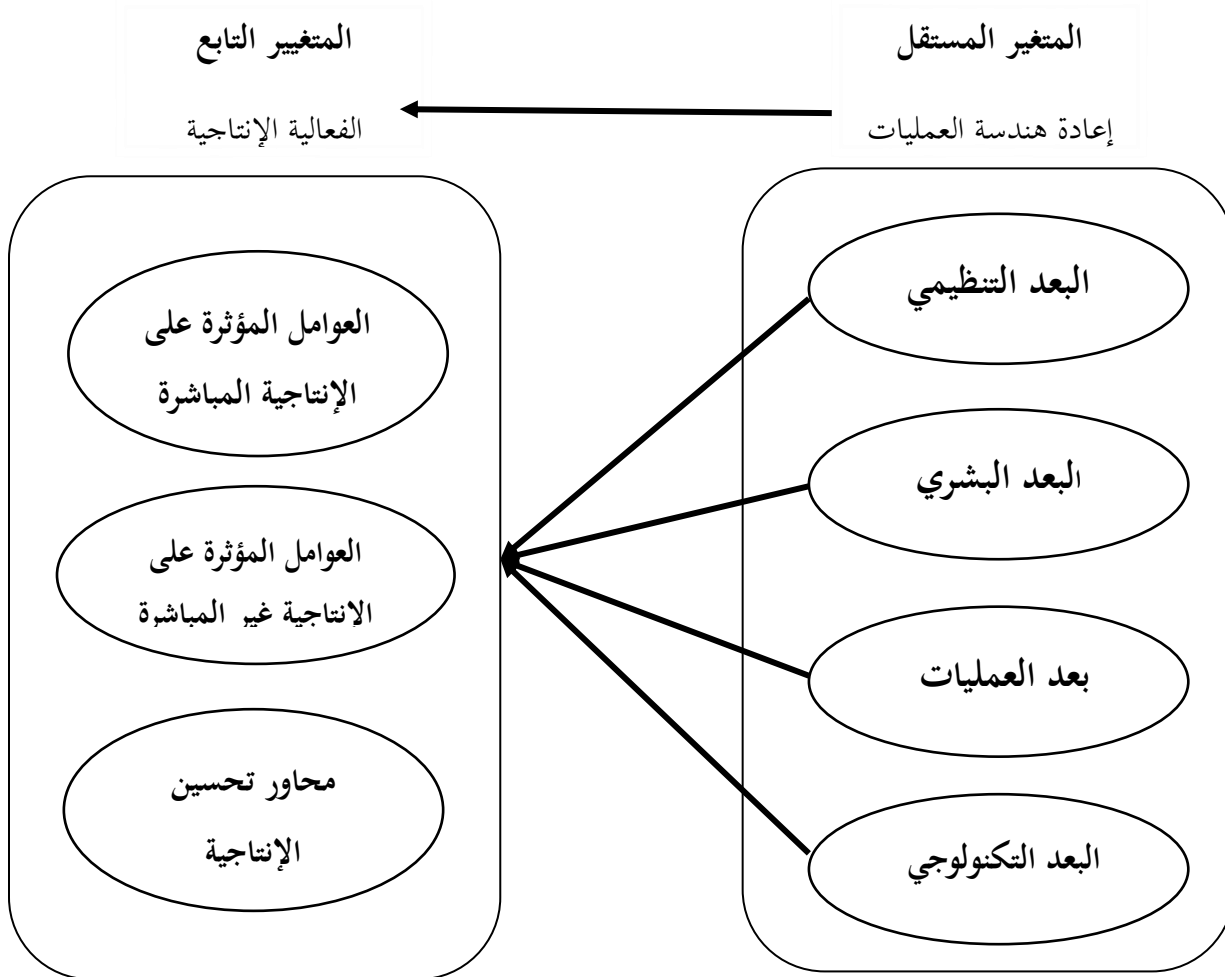 المتغير المستقل
إعادة هندسة العمليات
البعد التنظيمي
البعد البشري
بعد العمليات
البعد التكنولوجي
المتغيير التابع
الفعالية الإنتاجية
العوامل المؤثرة على
الإنتاجية المباشرة
العوامل المؤثرة على
الإنتاجية غير المباشرة
محاور تحسين
الإنتاجية